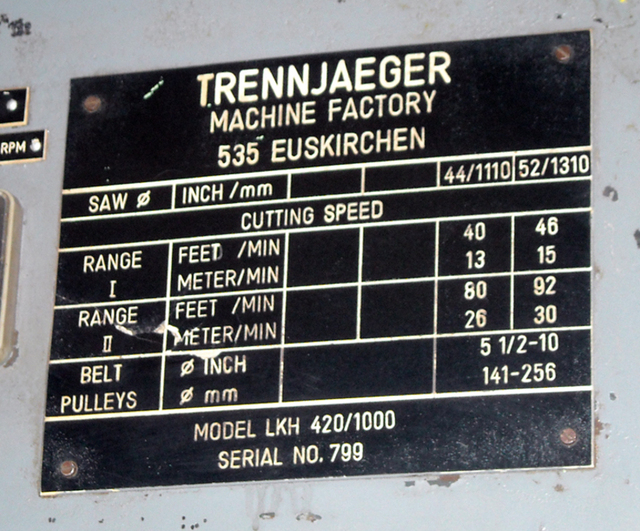 RPM
TRENNJAEGER
MACHINE FACTORY
535 EUSKIRCHEN
SAW Ø INCH/mm 44/1110 52/1310
CUTTING SPEED
RANGE I FEET /MIN 40 46
METER/MIN 13 15
RANGE II FEET /MIN 80 92
METER/MIN 26 30
BELT PULLEYS Ø INCH 5 1/2-10
Ø mm 141-256
MODEL LKH 420/1000
SERIAL NO. 799